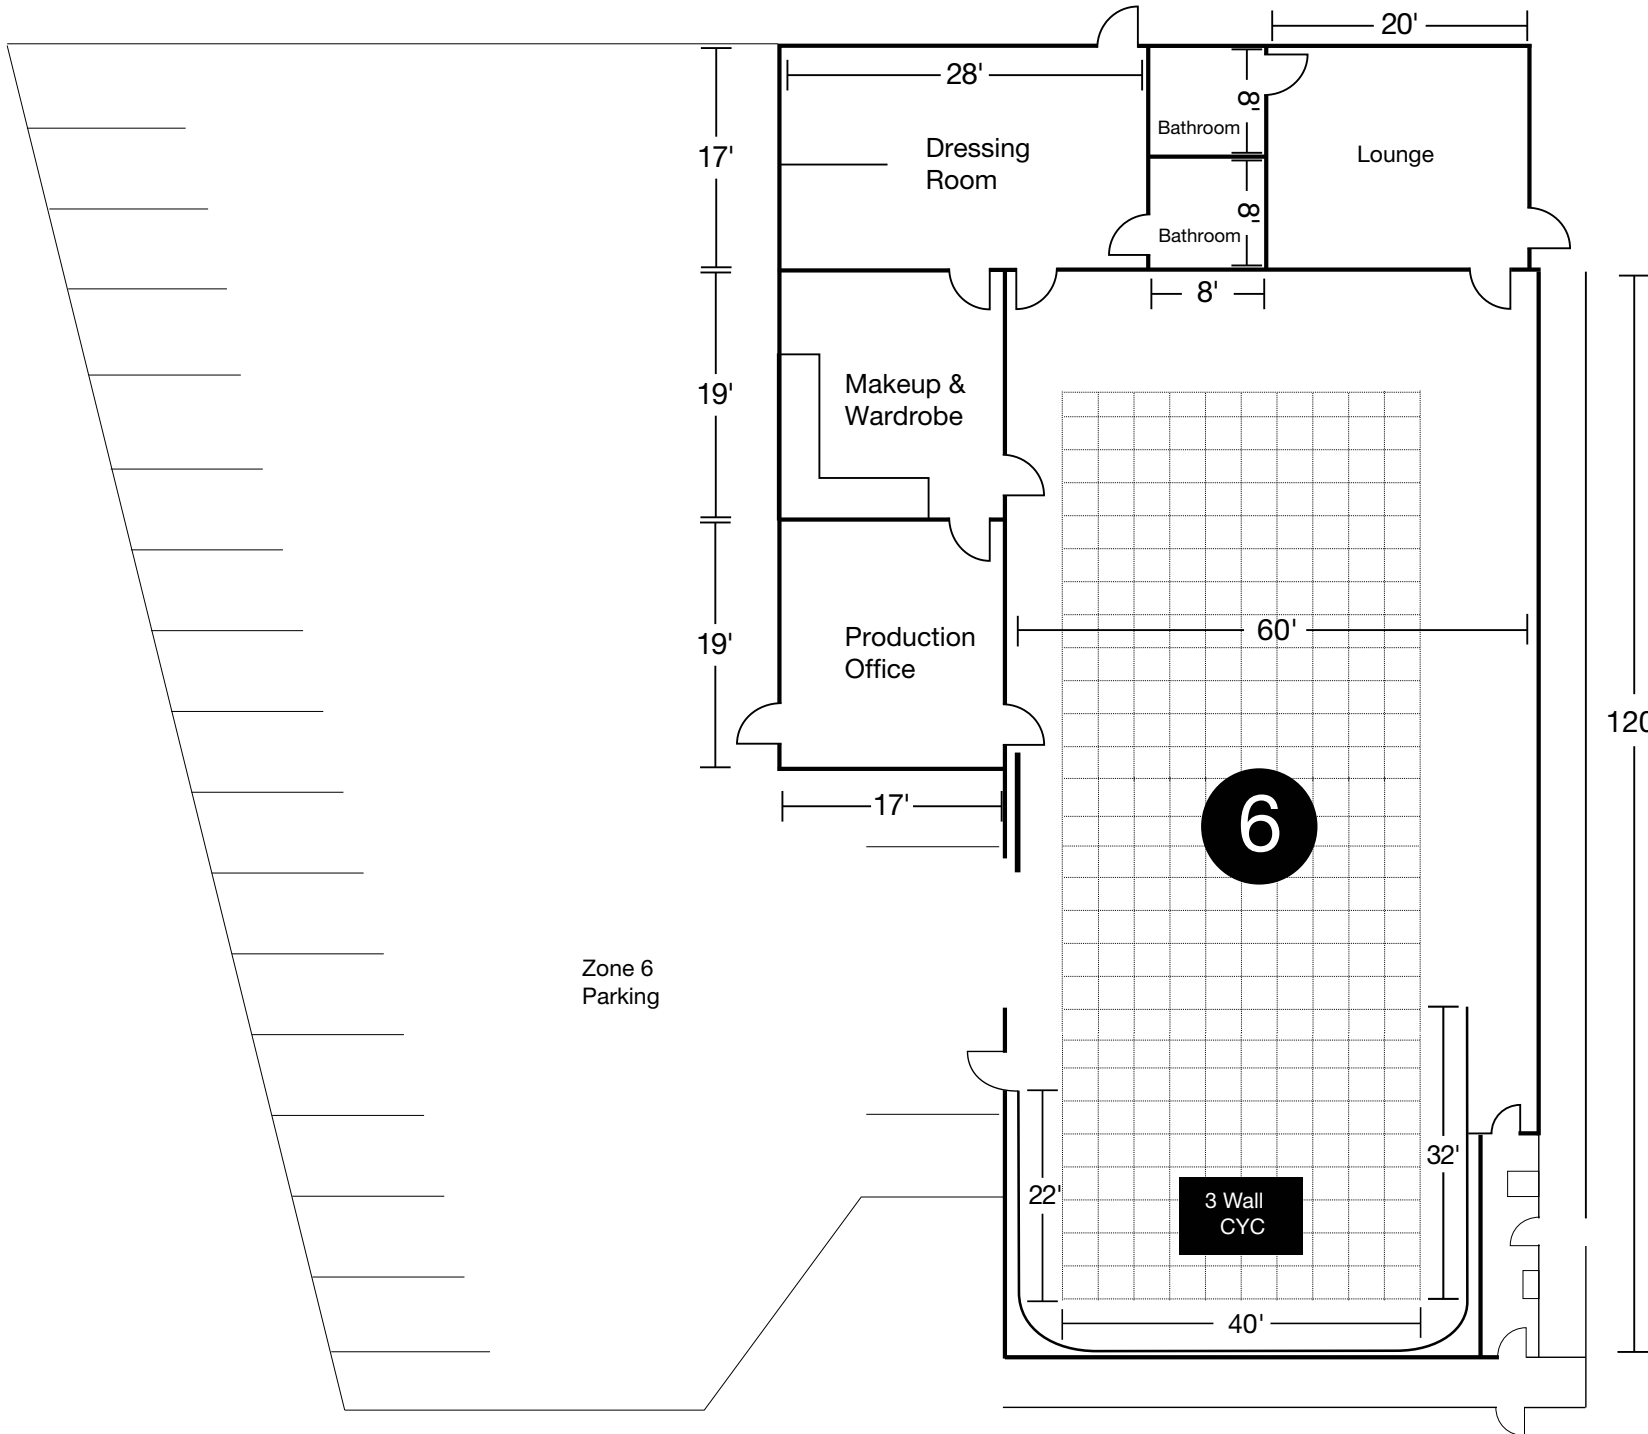 20'
28'
8'
Bathroom
Dressing
Room
17'
Lounge
8'
Bathroom
8'
19'
Makeup &
Wardrobe
60'
19'
Production
Office
120
17'
6
Zone 6
Parking
32'
22'
3 Wall
CYC
40'